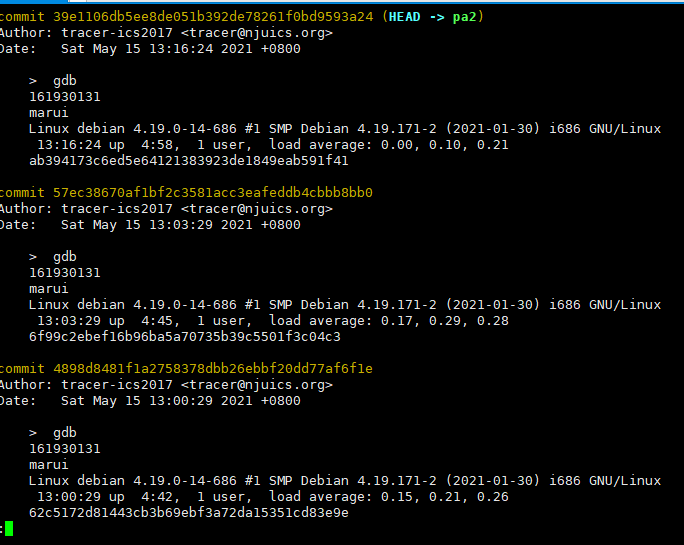 commit 39e1106db5ee8de051b392de78261f0bd9593a24 (HEAD -> pa2)
Author: tracer-ics2017 <tracer@njuics.org>
Date:   Sat May 15 13:16:24 2021 +0800

    >  gdb
    161930131
    marui
    Linux debian 4.19.0-14-686 #1 SMP Debian 4.19.171-2 (2021-01-30) i686 GNU/Linux
     13:16:24 up  4:58,  1 user,  load average: 0.00, 0.10, 0.21
    ab394173c6ed5e64121383923de1849eab591f41

commit 57ec38670af1bf2c3581acc3eafeddb4cbbb8bb0
Author: tracer-ics2017 <tracer@njuics.org>
Date:   Sat May 15 13:03:29 2021 +0800

    >  gdb
    161930131
    marui
    Linux debian 4.19.0-14-686 #1 SMP Debian 4.19.171-2 (2021-01-30) i686 GNU/Linux
     13:03:29 up  4:45,  1 user,  load average: 0.17, 0.29, 0.28
    6f99c2ebef16b96ba5a70735b39c5501f3c04c3

commit 4898d8481f1a2758378dbb26ebbf20dd77af6f1e
Author: tracer-ics2017 <tracer@njuics.org>
Date:   Sat May 15 13:00:29 2021 +0800

    >  gdb
    161930131
    marui
    Linux debian 4.19.0-14-686 #1 SMP Debian 4.19.171-2 (2021-01-30) i686 GNU/Linux
     13:00:29 up  4:42,  1 user,  load average: 0.15, 0.21, 0.26
    62c5172d81443cb3b69ebf3a72da15351cd83e9e
: